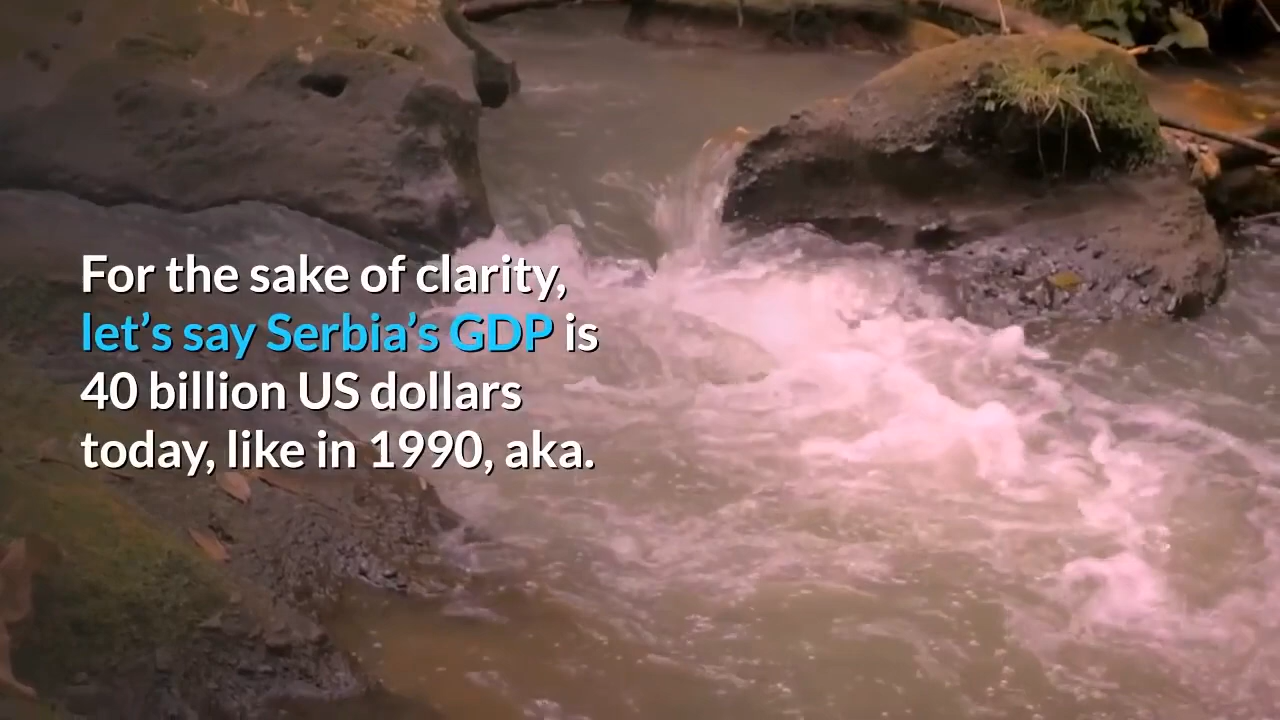 For the sake of clarity,
let’s say Serbia’s GDP is
40 billion US dollars
today, like in 1990, aka.